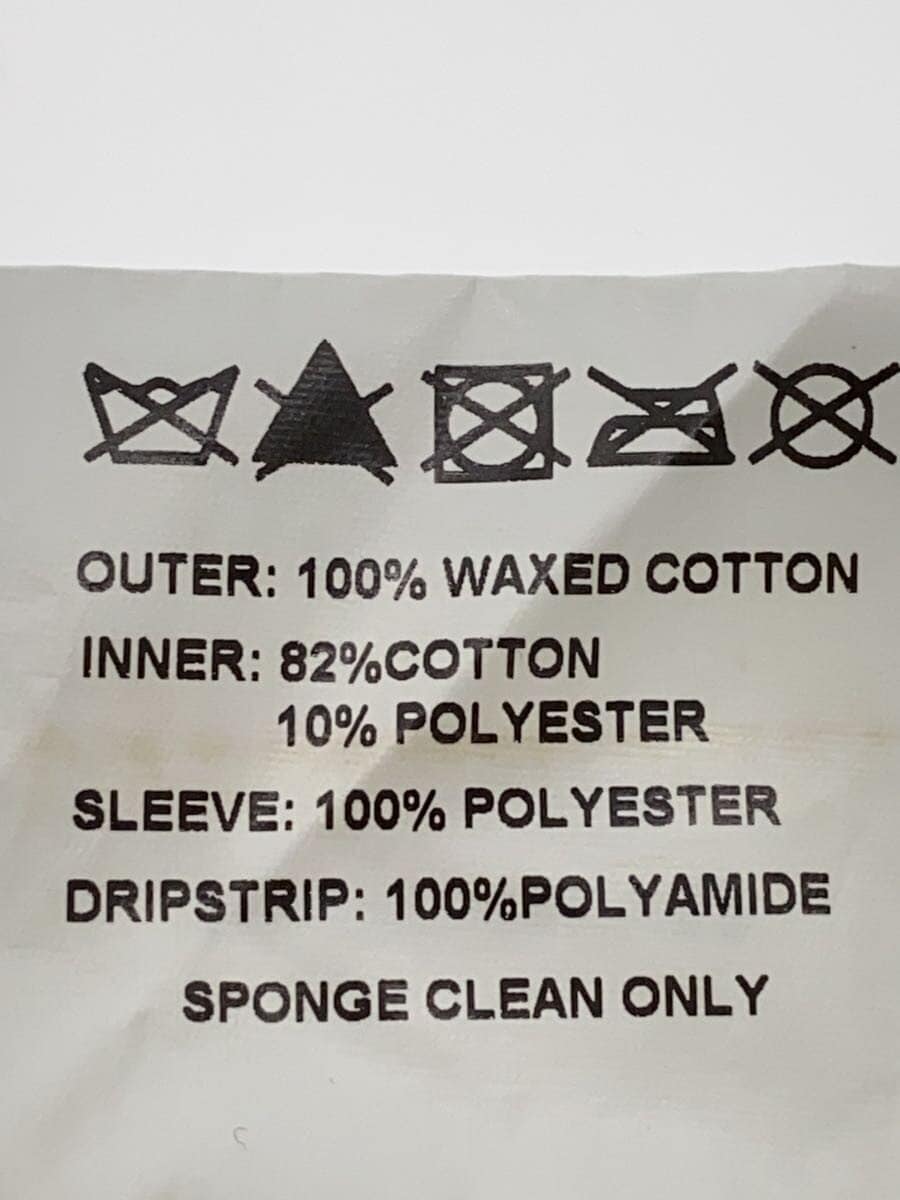 OUTER: 100% WAXED COTTON
INNER: 82%COTTON
10% POLYESTER
SLEEVE: 100% POLYESTER
DRIPSTRIP: 100%POLYAMIDE
SPONGE CLEAN ONLY